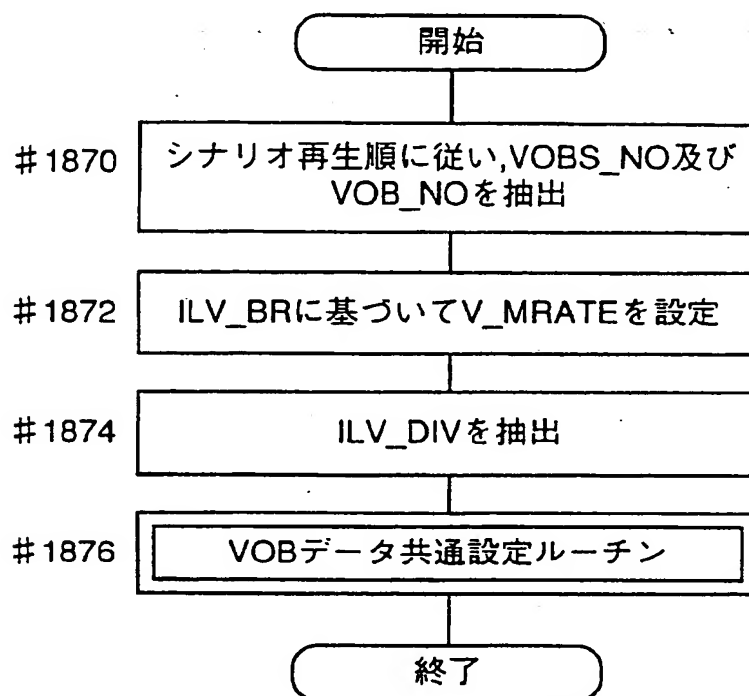 開始
#1870
シナリオ再生順に従い,VOBS_NO及び
VOB_NOを抽出
#1872
ILV_BRに基づいてV_MRATEを設定
#1874
ILV_DIVを抽出
#1876
VOBデータ共通設定ルーチン
終了